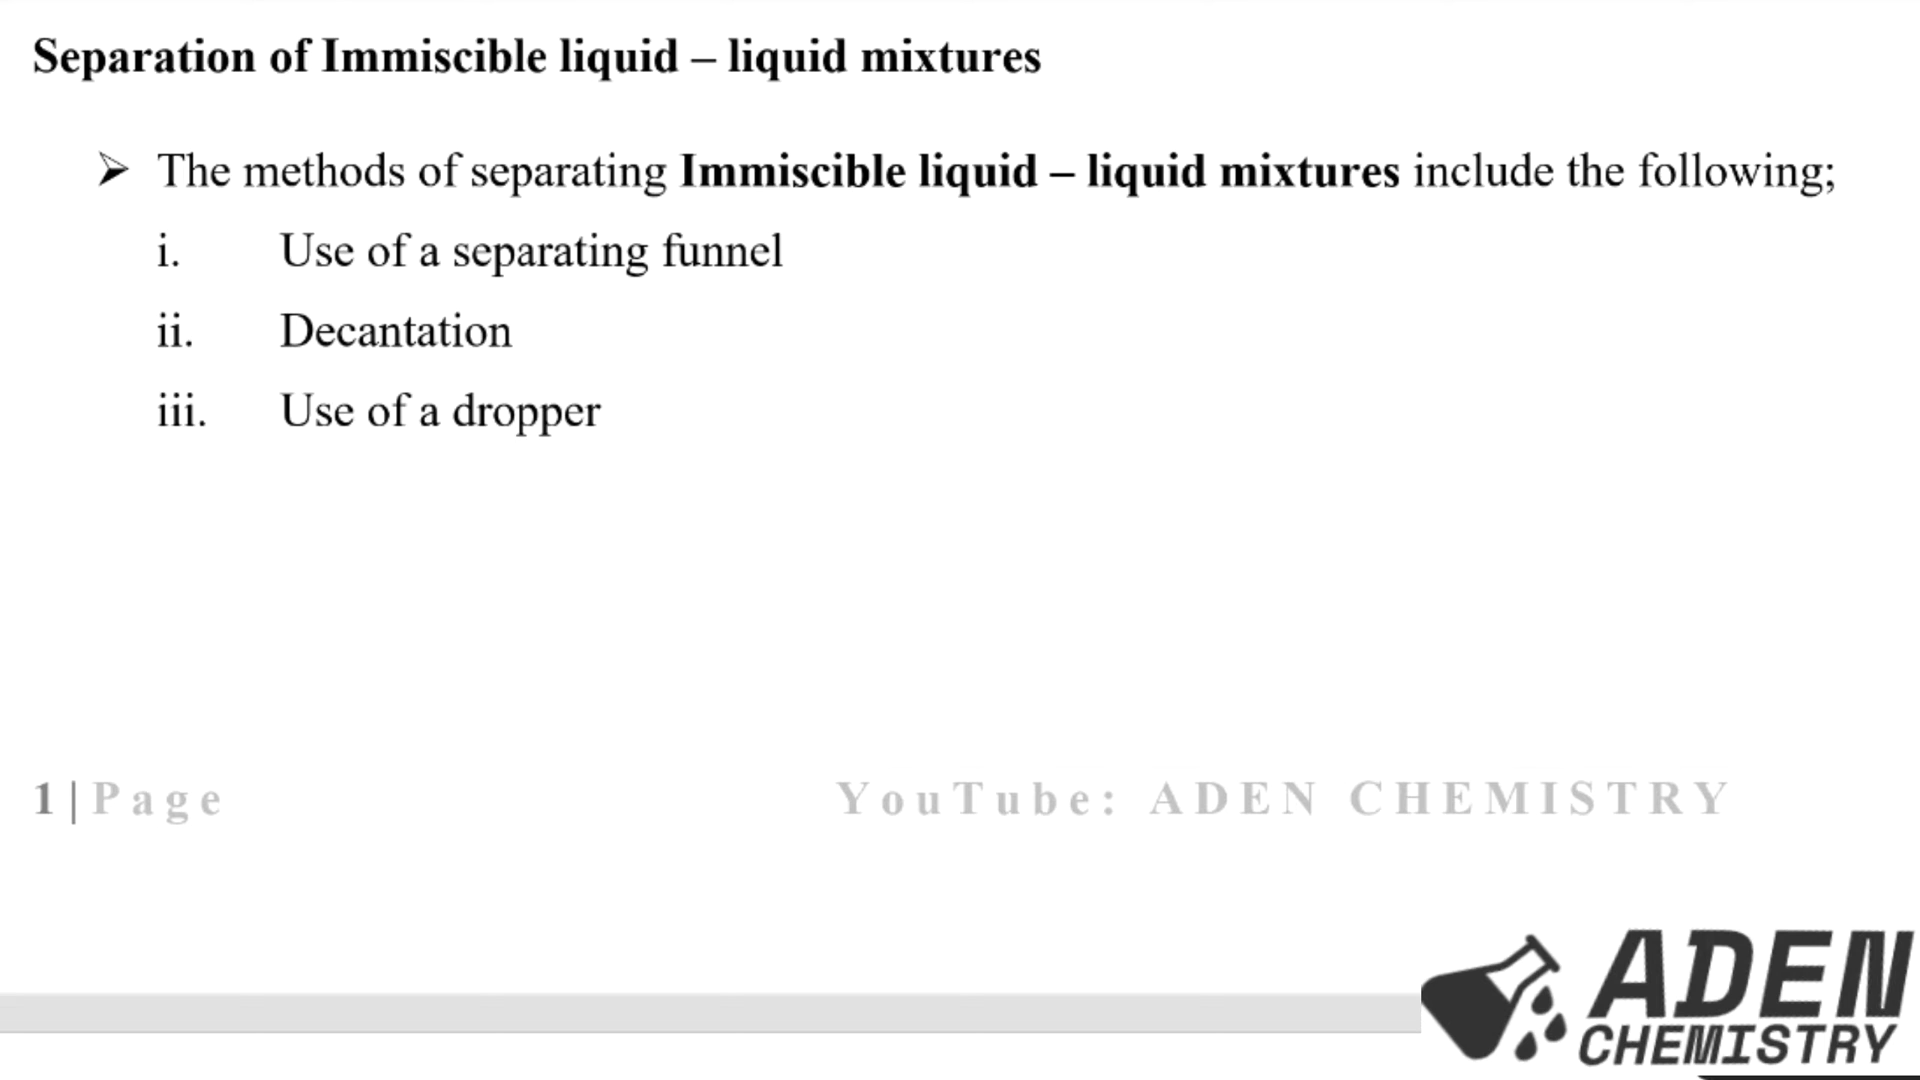 Separation of Immiscible liquid – liquid mixtures
➢ The methods of separating Immiscible liquid – liquid mixtures include the following;
i. Use of a separating funnel
ii. Decantation
iii. Use of a dropper
1 | Page YouTube: ADEN CHEMISTRY
ADEN
CHEMISTRY